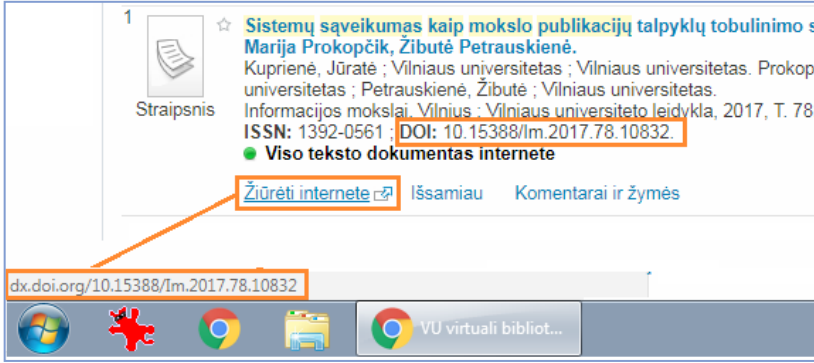 1
Sistemų sąveikumas kaip mokslo publikacijų talpyklų tobulinimo
Marija Prokopčik, Žibutė Petrauskienė.
Kuprienė, Jūratė ; Vilniaus universitetas ; Vilniaus universitetas. Prokop
universitetas ; Petrauskienė, Žibutė ; Vilniaus universitetas.
Straipsnis
Informacijos mokslai. Vilnius : Vilniaus universiteto leidykla, 2017, T. 78
ISSN: 1392-0561 ; DOI: 10.15388/Im.2017.78.10832.
Viso teksto dokumentas internete
Žiūrėti internete Išsamiau Komentarai ir žymės
dx.doi.org/10.15388/Im.2017.78.10832
VU virtuali bibliot...